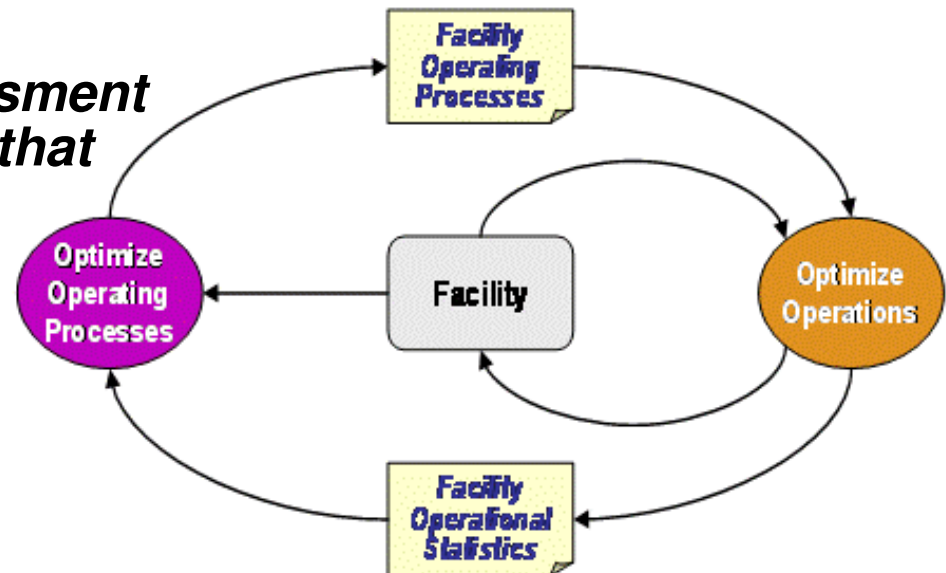 sment
that
Facility
Operating
Processes
Optimize
Operating
Processes
Facility
Optimize
Operations
Facility
Operational
Statistics